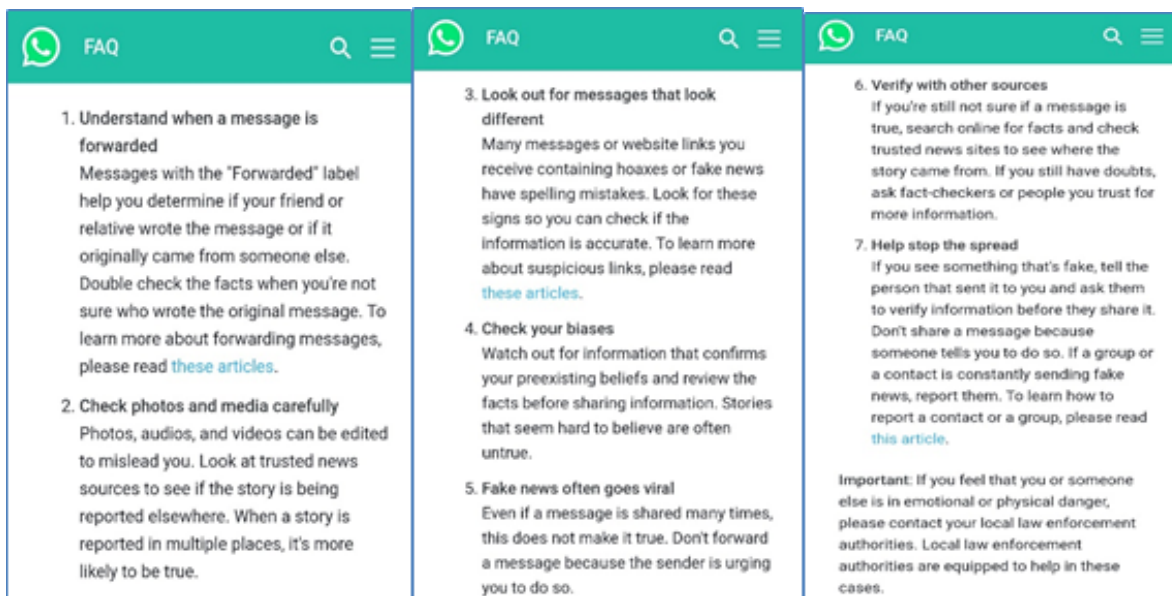 FAQ
1. Understand when a message is
forwarded
Messages with the "Forwarded" label
help you determine if your friend or
relative wrote the message or if it
originally came from someone else.
Double check the facts when you're not
sure who wrote the original message. To
learn more about forwarding messages,
please read these articles.
2. Check photos and media carefully
Photos, audios, and videos can be edited
to mislead you. Look at trusted news
sources to see if the story is being
reported elsewhere. When a story is
reported in multiple places, it's more
likely to be true.
FAQ
3. Look out for messages that look
different
Many messages or website links you
receive containing hoaxes or fake news
have spelling mistakes. Look for these
signs so you can check if the
information is accurate. To learn more
about suspicious links, please read
these articles.
4. Check your biases
Watch out for information that confirms
your preexisting beliefs and review the
facts before sharing information. Stories
that seem hard to believe are often
untrue.
5. Fake news often goes viral
Even if a message is shared many times,
this does not make it true. Don't forward
a message because the sender is urging
you to do so.
FAQ
6. Verify with other sources
If you're still not sure if a message is
true, search online for facts and check
trusted news sites to see where the
story came from. If you still have doubts,
ask fact-checkers or people you trust for
more information.
7. Help stop the spread
If you see something that's fake, tell the
person that sent it to you and ask them
to verify information before they share it.
Don't share a message because
someone tells you to do so. If a group or
a contact is constantly sending fake
news, report them. To learn how to
report a contact or a group, please read
this article.
Important: If you feel that you or someone
else is in emotional or physical danger,
please contact your local law enforcement
authorities. Local law enforcement
authorities are equipped to help in these
cases.